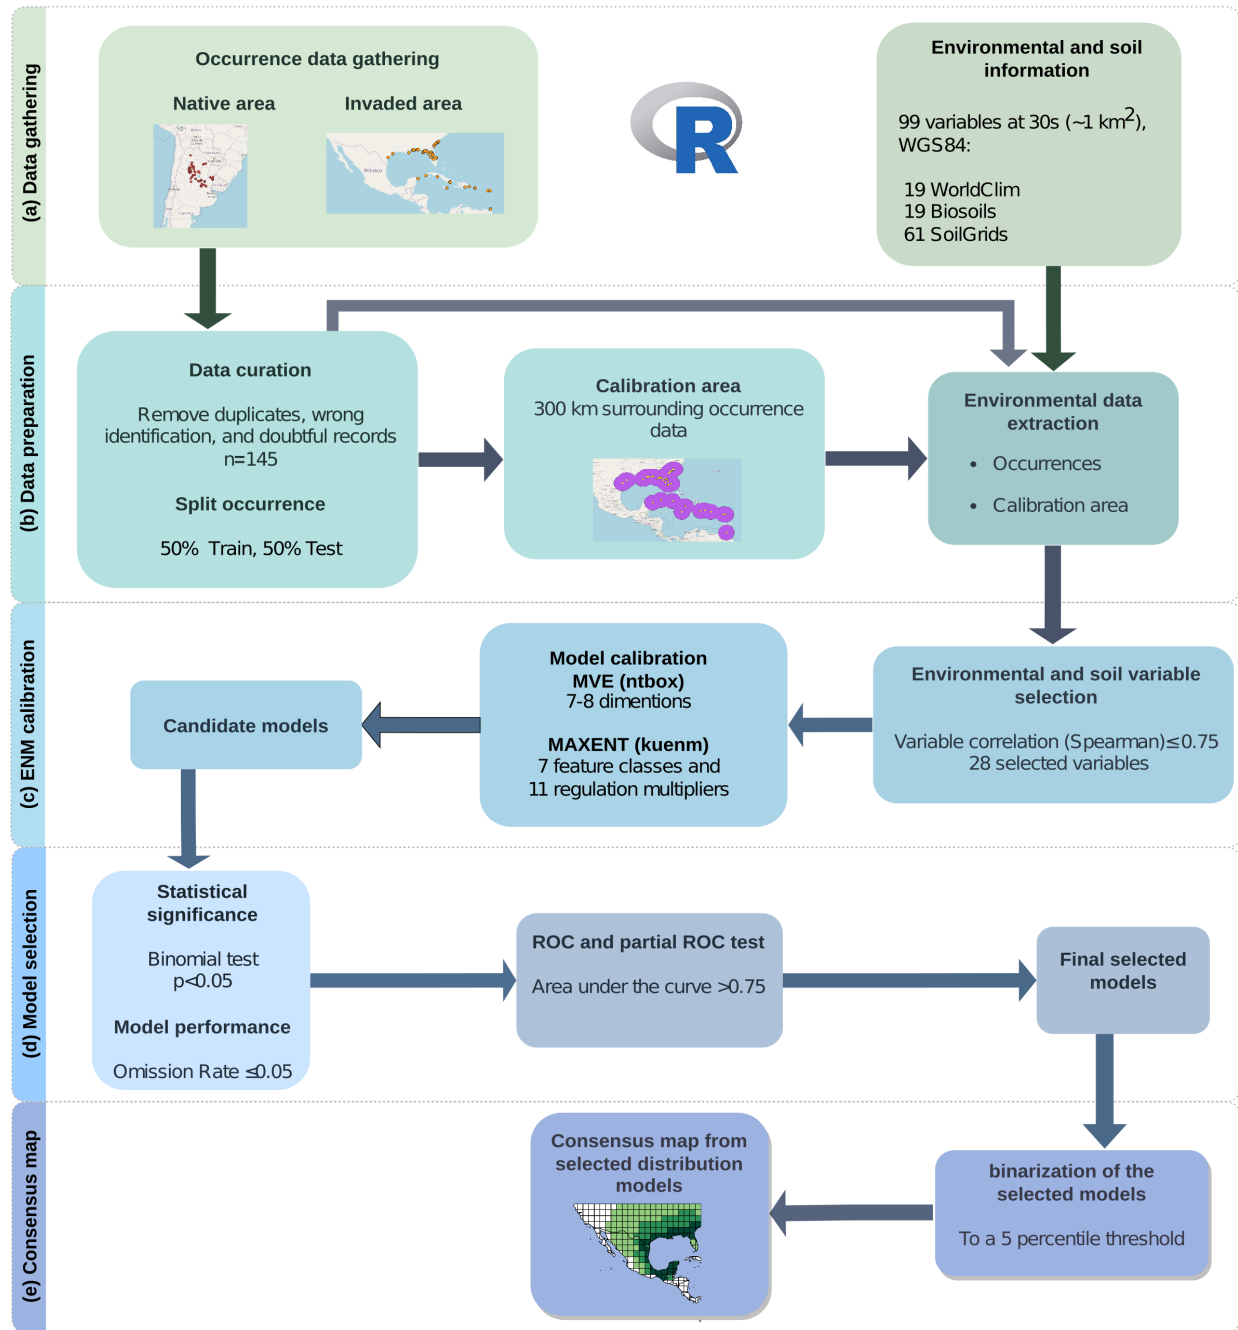 (a) Data gathering
Occurrence data gathering
Native area
Invaded area
México
R
Environmental and soil
information
99 variables at 30s (~1 km2),
WGS84:
19 WorldClim
19 Biosoils
61 SoilGrids
(b) Data preparation
Data curation
Remove duplicates, wrong
identification, and doubtful records
n=145
Split occurrence
50% Train, 50% Test
Calibration area
300 km surrounding occurrence
data
Environmental data
extraction
• Occurrences
• Calibration area
(c) ENM calibration
Environmental and soil variable
selection
Variable correlation (Spearman)≤0.75
28 selected variables
Model calibration
MVE (ntbox)
7-8 dimentions
MAXENT (kuenm)
7 feature classes and
11 regulation multipliers
Candidate models
(d) Model selection
Statistical
significance
Binomial test
p<0.05
Model performance
Omission Rate ≤0.05
ROC and partial ROC test
Area under the curve >0.75
Final selected
models
(e) Consensus map
binarization of the
selected models
To a 5 percentile threshold
Consensus map from
selected distribution
models